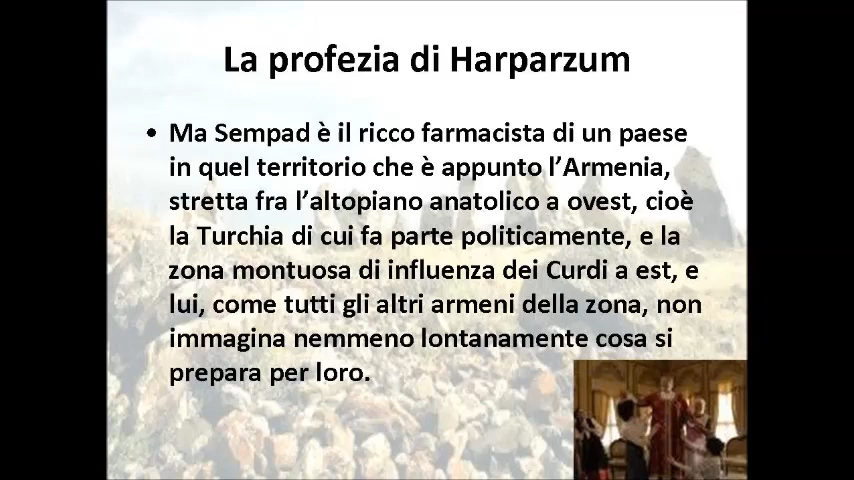 La profezia di Harparzum
• Ma Sempad è il ricco farmacista di un paese
in quel territorio che è appunto l’Armenia,
stretta fra l’altopiano anatolico a ovest, cioè
la Turchia di cui fa parte politicamente, e la
zona montuosa di influenza dei Curdi a est, e
lui, come tutti gli altri armeni della zona, non
immagina nemmeno lontanamente cosa si
prepara per loro.